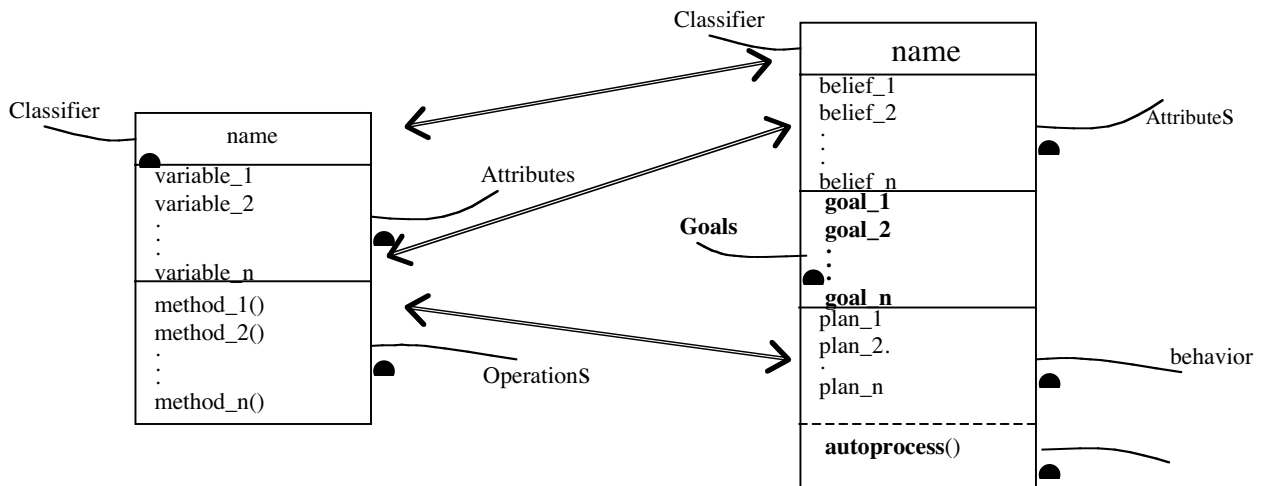 Classifier
name
variable_1
variable_2
.
.
variable_n
method_1()
method_2()
.
.
method_n()
Attributes
OperationS
Classifier
name
belief_1
belief_2
.
.
.
belief_n
goal_1
goal_2
.
.
goal_n
plan_1
plan_2.
.
plan_n
autoprocess()
AttributeS
Goals
behavior